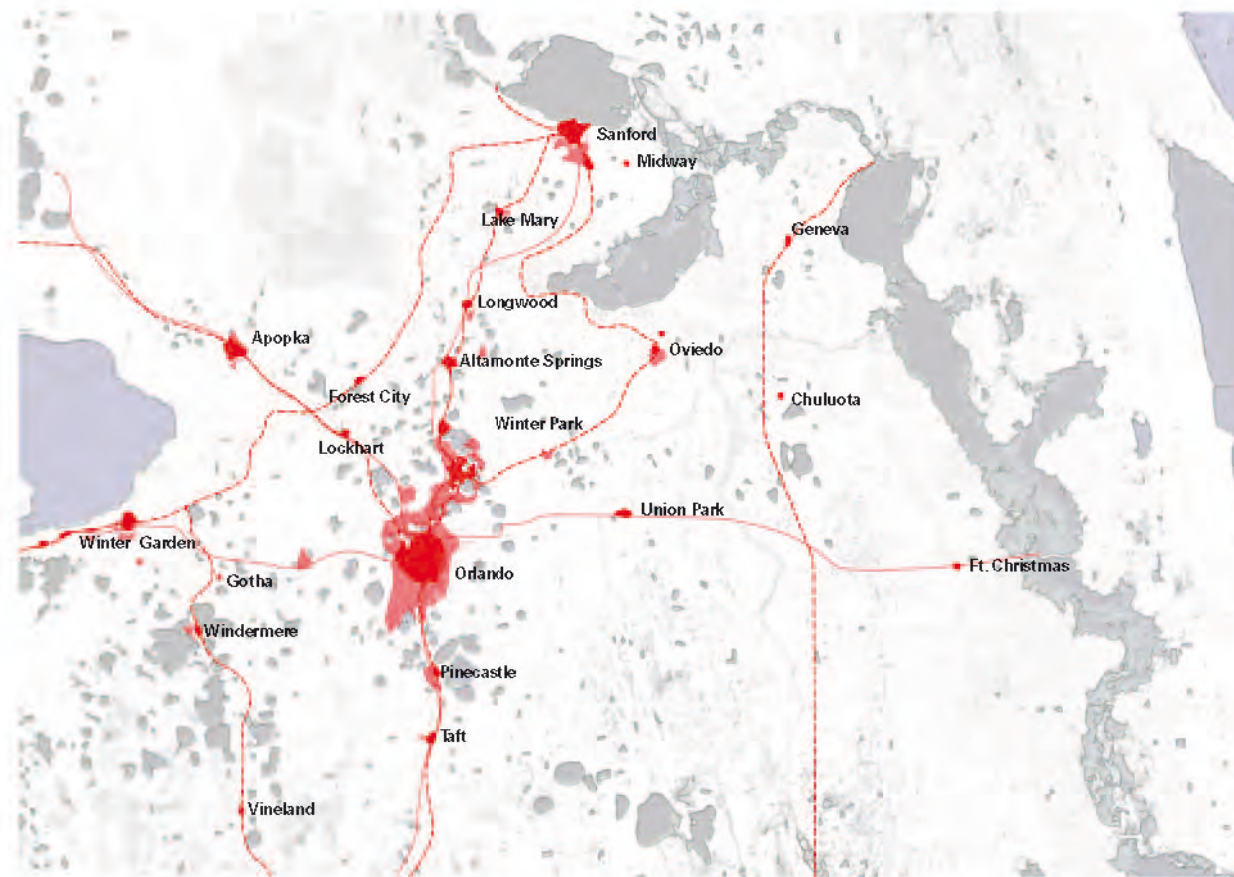 Sanford
Midway
Lake Mary
Geneva
Longwood
Apopka
Oviedo
Altamonte Springs
Forest City
Chuluota
Winter Park
Lockhart
Union Park
Winter Garden
Ft. Christmas
Orlando
Gotha
Windermere
Pinecastle
Taft
Vineland